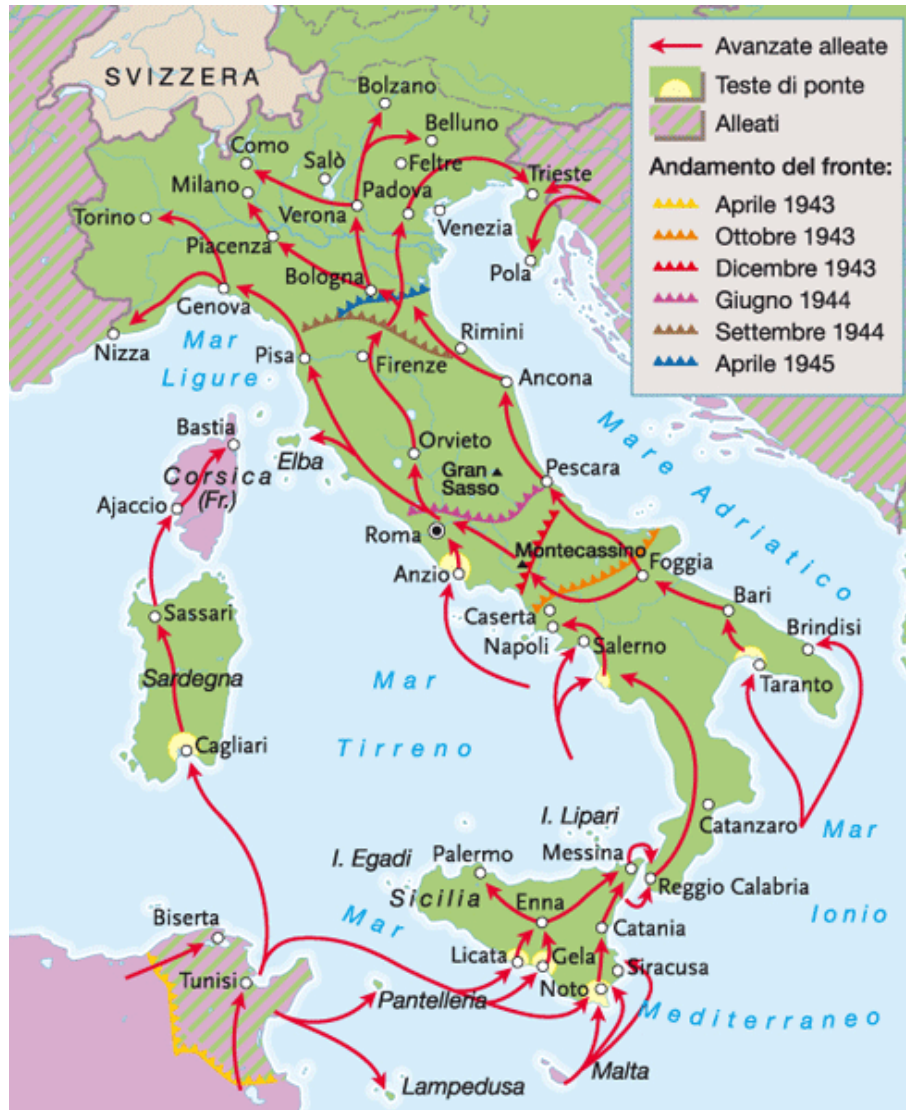 SVIZZERA
Avanzate alleate
Teste di ponte
Alleati
Andamento del fronte:
Aprile 1943
Ottobre 1943
Dicembre 1943
Giugno 1944
Settembre 1944
Aprile 1945
Bolzano
Belluno
Como
Salò
Feltre
Milano
Padova
Trieste
Torino
Verona
Venezia
Piacenza
Pola
Bologna
Genova
Rimini
Nizza
Mar
Ligure
Pisa
Firenze
Ancona
Bastia
Elba
Orvieto
Corsica
(Fr.)
Gran
Sasso
Pescara
Mare Adriatico
Ajaccio
Roma
Montecassino
Foggia
Anzio
Bari
Caserta
Sassari
Napoli
Salerno
Brindisi
Sardegna
Mar
Tirreno
Taranto
Cagliari
I. Lipari
Catanzaro
Mar
Ionio
I. Egadi
Palermo
Messina
Reggio Calabria
Sicilia
Enna
Biserta
Mar
Catania
Licata
Gela
Siracusa
Tunisi
Pantelleria
Noto
Mediterraneo
Malta
Lampedusa